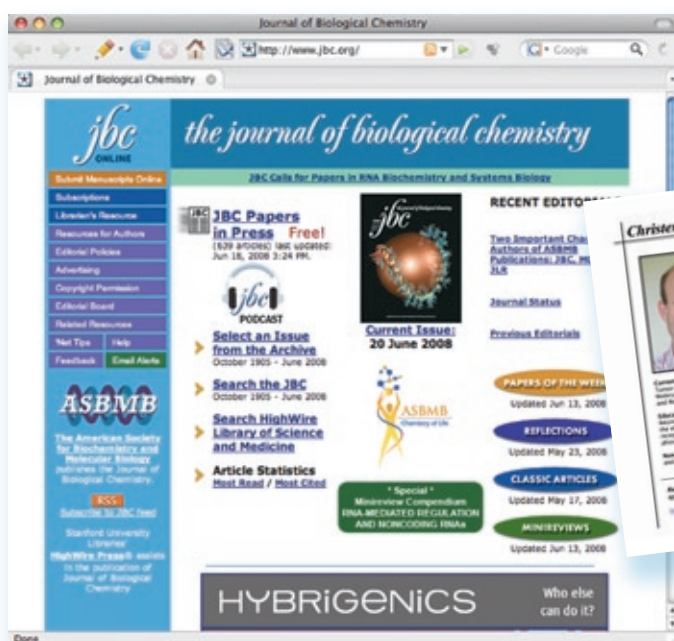 Journal of Biological Chemistry
http://www.jbc.org/
Google
Journal of Biological Chemistry
jbc
ONLINE
the journal of biological chemistry
JBC Calls for Papers in RNA Biochemistry and Systems Biology
Submit Manuscripts Online
Subscriptions
Librarian's Resource
Resources for Authors
Editorial Policies
Advertising
Copyright Permission
Editorial Board
Related Resources
'Net Tips Help
Feedback Email Alerts
ASBMB
The American Society
for Biochemistry and
Molecular Biology
publishes the Journal of
Biological Chemistry.
RSS
Subscribe to JBC feed
Stanford University
Libraries'
HighWire Press® assists
in the publication of
Journal of Biological
Chemistry
JBC
JBC Papers
in Press Free!
(639 articles) last updated:
Jun 18, 2008 3:24 PM.
jbc
PODCAST
Select an Issue
from the Archive
October 1905 - June 2008
Search the JBC
October 1905 - June 2008
Search HighWire
Library of Science
and Medicine
Article Statistics
Most Read / Most Cited
jbc
Current Issue:
20 June 2008
ASBMB
Chemistry of Life
* Special *
Minireview Compendium
RNA-MEDIATED REGULATION
AND NONCODING RNAs
RECENT
Two Important
Authors of ASBMB
Publications: JBC,
JLR
Journal Status
Previous Editorials
PAPERS OF THE WEEK
Updated Jun 13, 2008
REFLECTIONS
Updated May 23, 2008
CLASSIC ARTICLES
Updated May 17, 2008
MINIREVIEWS
Updated Jun 13, 2008
HYBRIGENICS
Who else
can do it?
Done